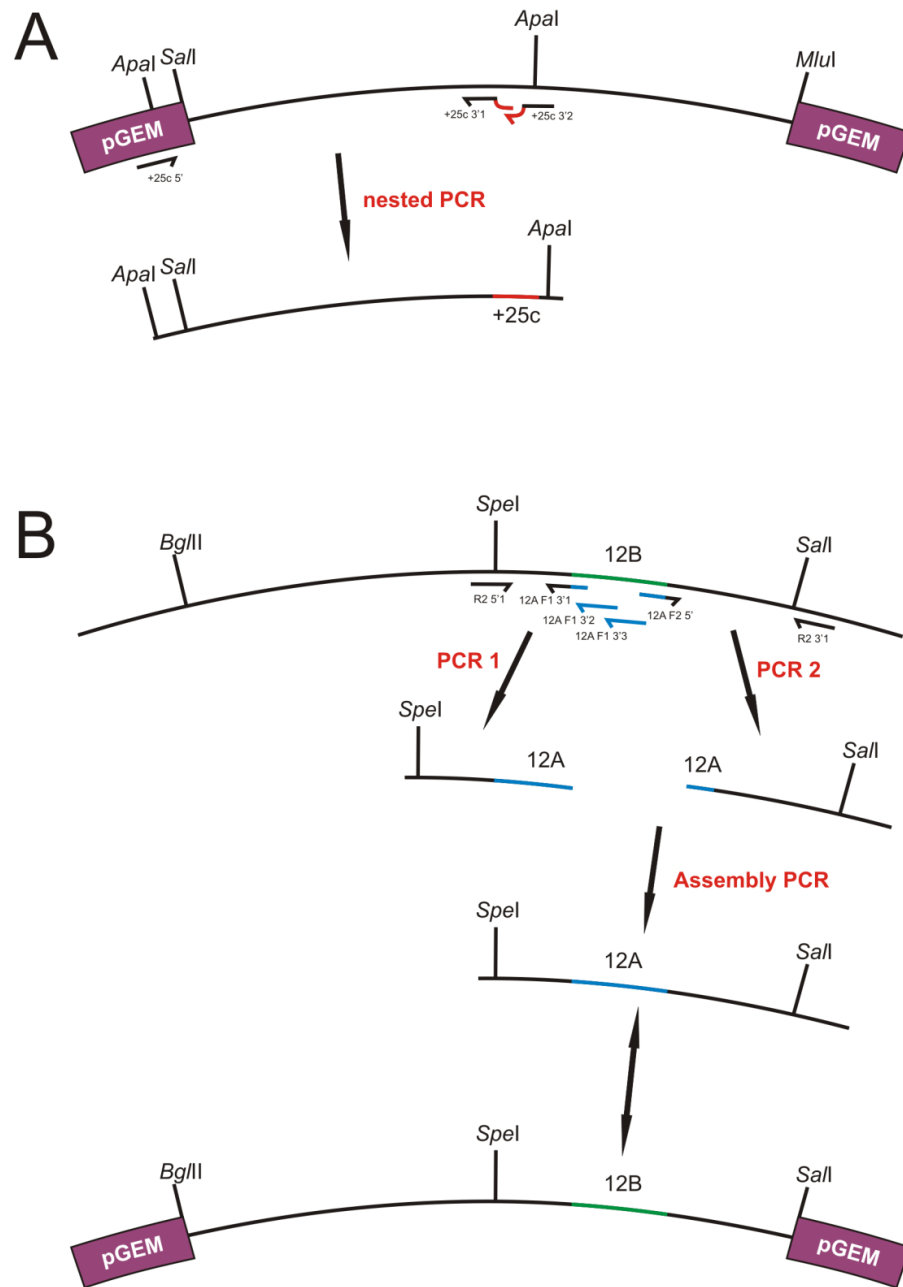 A
ApaI
SalI
ApaI
MluI
pGEM
pGEM
+25c 5'
+25c 3'1
+25c 3'2
nested PCR
ApaI
SalI
ApaI
+25c
B
BglII
SpeI
12B
SalI
R2 5'1
12A F1 3'1
12A F1 3'2
12A F1 3'3
12A F2 5'
R2 3'1
PCR 1
PCR 2
SpeI
12A
12A
SalI
Assembly PCR
SpeI
12A
SalI
BglII
SpeI
12B
SalI
pGEM
pGEM